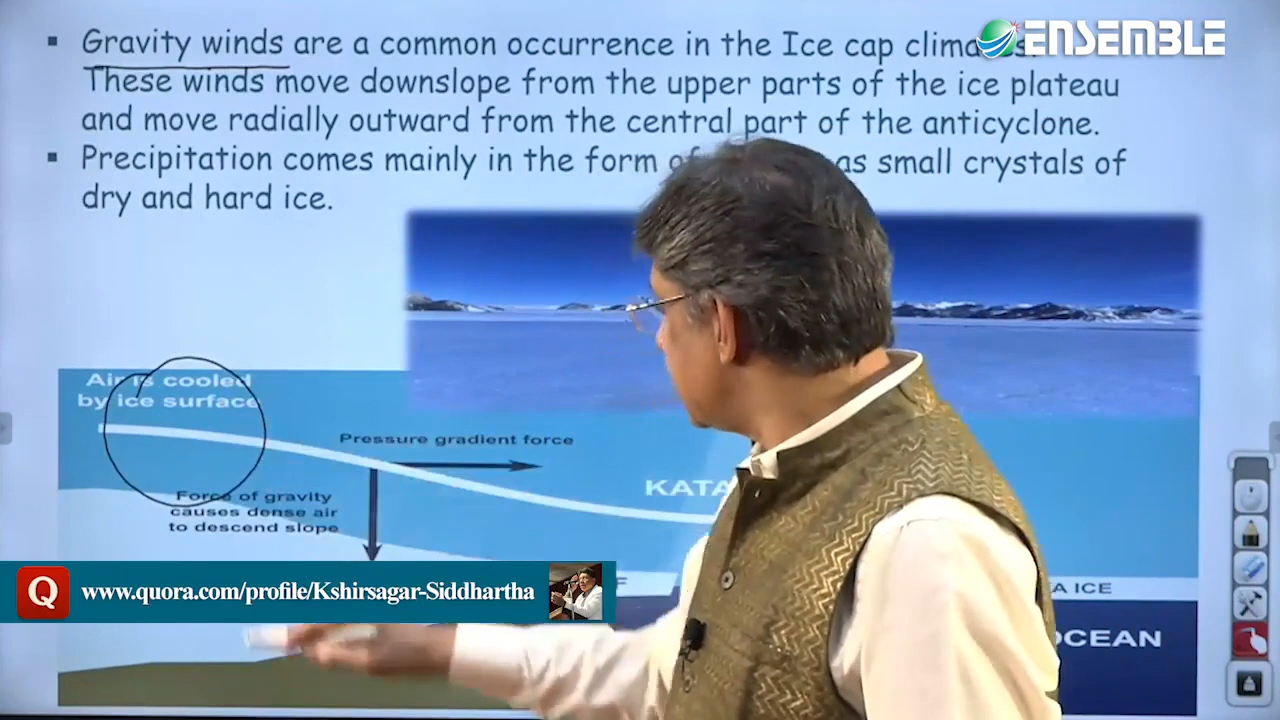 ENSEMBLE
Gravity winds are a common occurrence in the Ice cap
These winds move downslope from the upper parts of the ice plateau
and move radially outward from the central part of the anticyclone.
Precipitation comes mainly in the form of as small crystals of
dry and hard ice.
Air is cooled
by ice surface
Pressure gradient force
Force of gravity
causes dense air
to descend slope
Q
www.quora.com/profile/Kshirsagar-Siddhartha
ICE
OCEAN